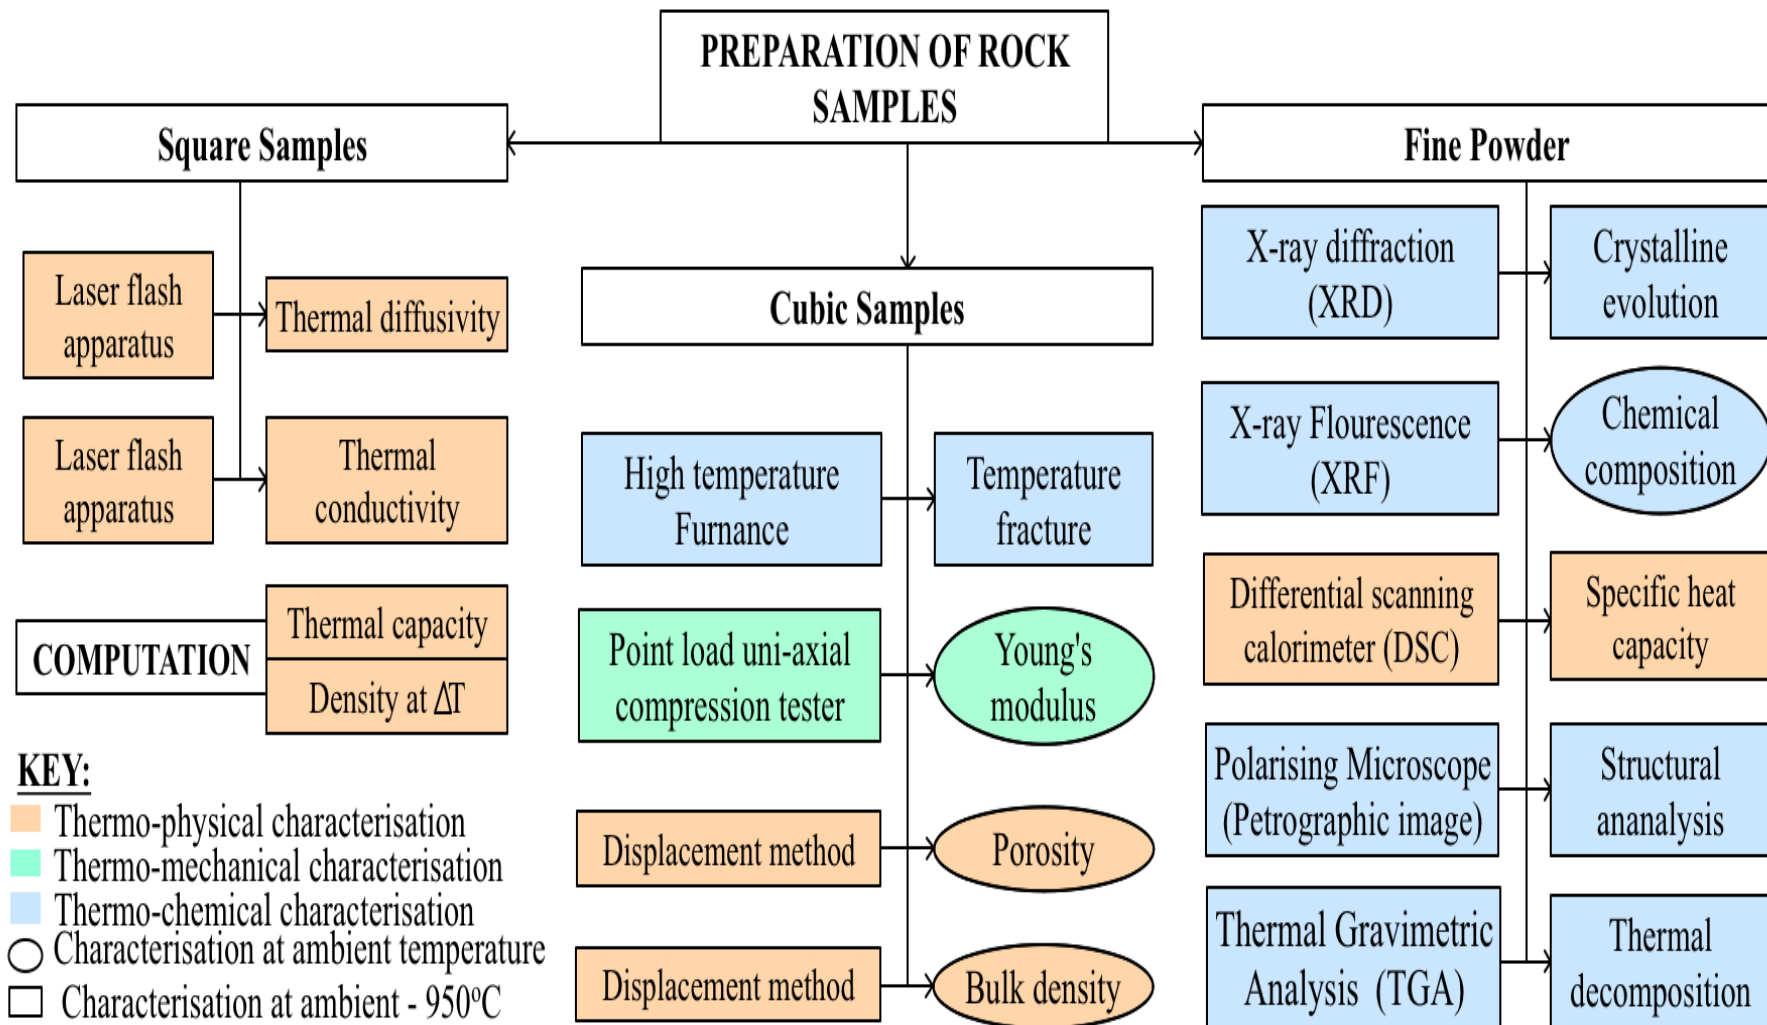 PREPARATION OF ROCK
SAMPLES
Square Samples
Laser flash
apparatus
Thermal diffusivity
Laser flash
apparatus
Thermal
conductivity
COMPUTATION
Thermal capacity
Density at ΔT
Cubic Samples
High temperature
Furnance
Temperature
fracture
Point load uni-axial
compression tester
Young's
modulus
Displacement method
Porosity
Displacement method
Bulk density
Fine Powder
X-ray diffraction
(XRD)
Crystalline
evolution
X-ray Flourescence
(XRF)
Chemical
composition
Differential scanning
calorimeter (DSC)
Specific heat
capacity
Polarising Microscope
(Petrographic image)
Structural
ananalysis
Thermal Gravimetric
Analysis (TGA)
Thermal
decomposition
KEY:
Thermo-physical characterisation
Thermo-mechanical characterisation
Thermo-chemical characterisation
Characterisation at ambient temperature
Characterisation at ambient - 950ºC